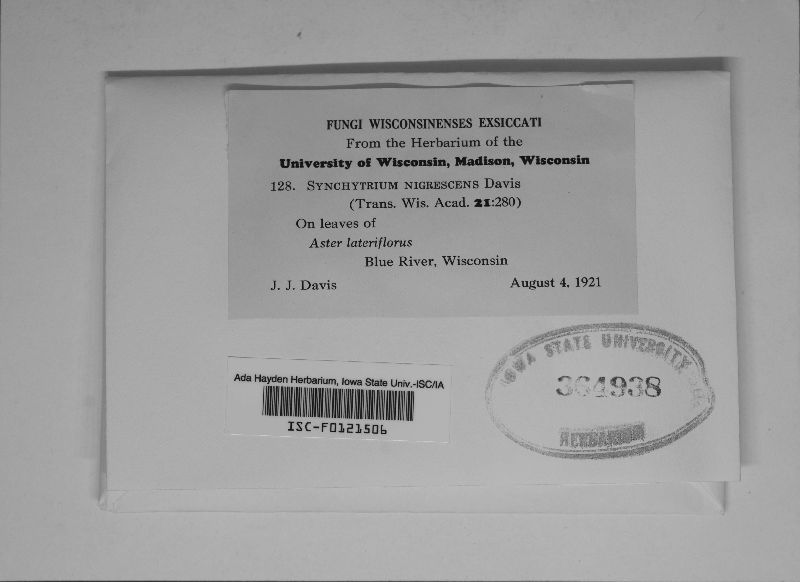 FUNGI WISCONSINENSES EXSICCATI
From the Herbarium of the
University of Wisconsin, Madison, Wisconsin
128. SYNCHYTRIUM NIGRESCENS Davis
(Trans. Wis. Acad. 21:280)
On leaves of
Aster lateriflorus
Blue River, Wisconsin
J. J. Davis August 4, 1921
Ada Hayden Herbarium, Iowa State Univ.-ISC/IA
ISC-F0121506
IOWA STATE UNIVERSITY
364938
HERBARIUM